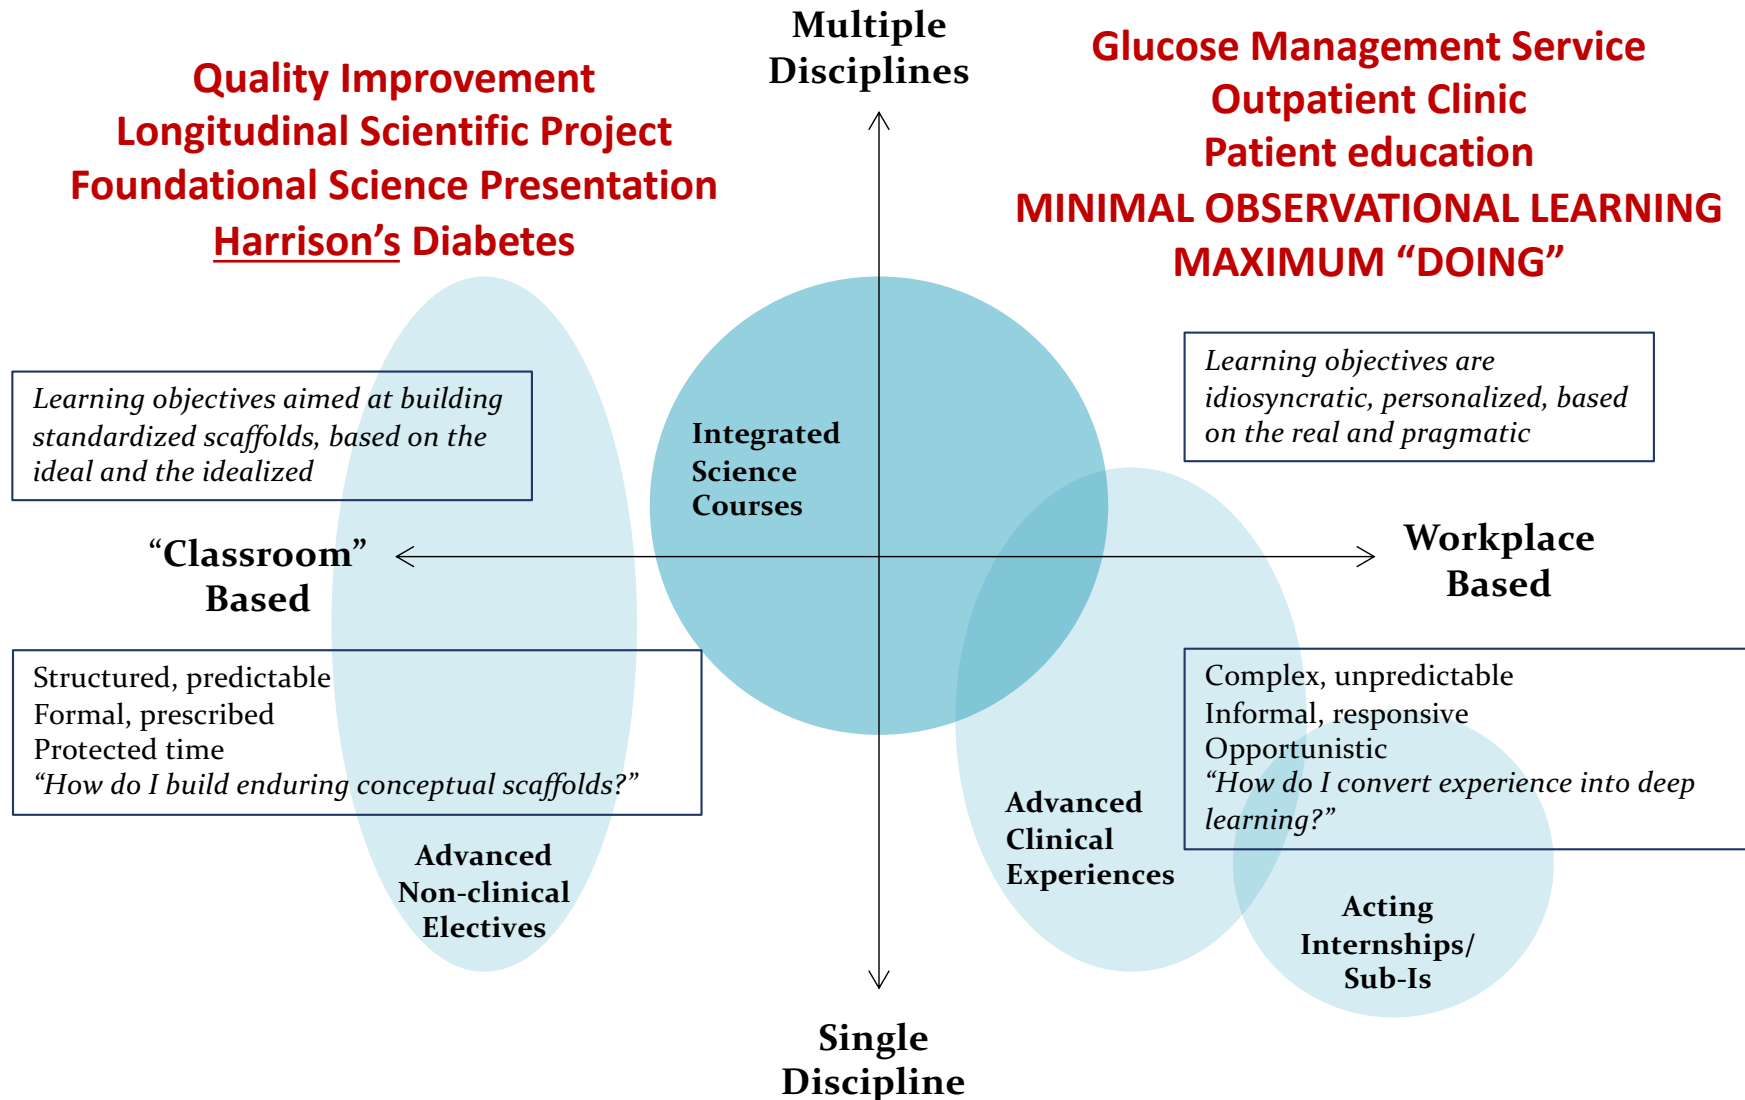 Multiple
Disciplines
Quality Improvement
Longitudinal Scientific Project
Foundational Science Presentation
Harrison’s Diabetes
Glucose Management Service
Outpatient Clinic
Patient education
MINIMAL OBSERVATIONAL LEARNING
MAXIMUM “DOING”
Learning objectives aimed at building
standardized scaffolds, based on the
ideal and the idealized
Integrated
Science
Courses
Learning objectives are
idiosyncratic, personalized, based
on the real and pragmatic
“Classroom”
Based
Workplace
Based
Structured, predictable
Formal, prescribed
Protected time
“How do I build enduring conceptual scaffolds?”
Complex, unpredictable
Informal, responsive
Opportunistic
“How do I convert experience into deep
learning?”
Advanced
Non-clinical
Electives
Advanced
Clinical
Experiences
Acting
Internships/
Sub-Is
Single
Discipline